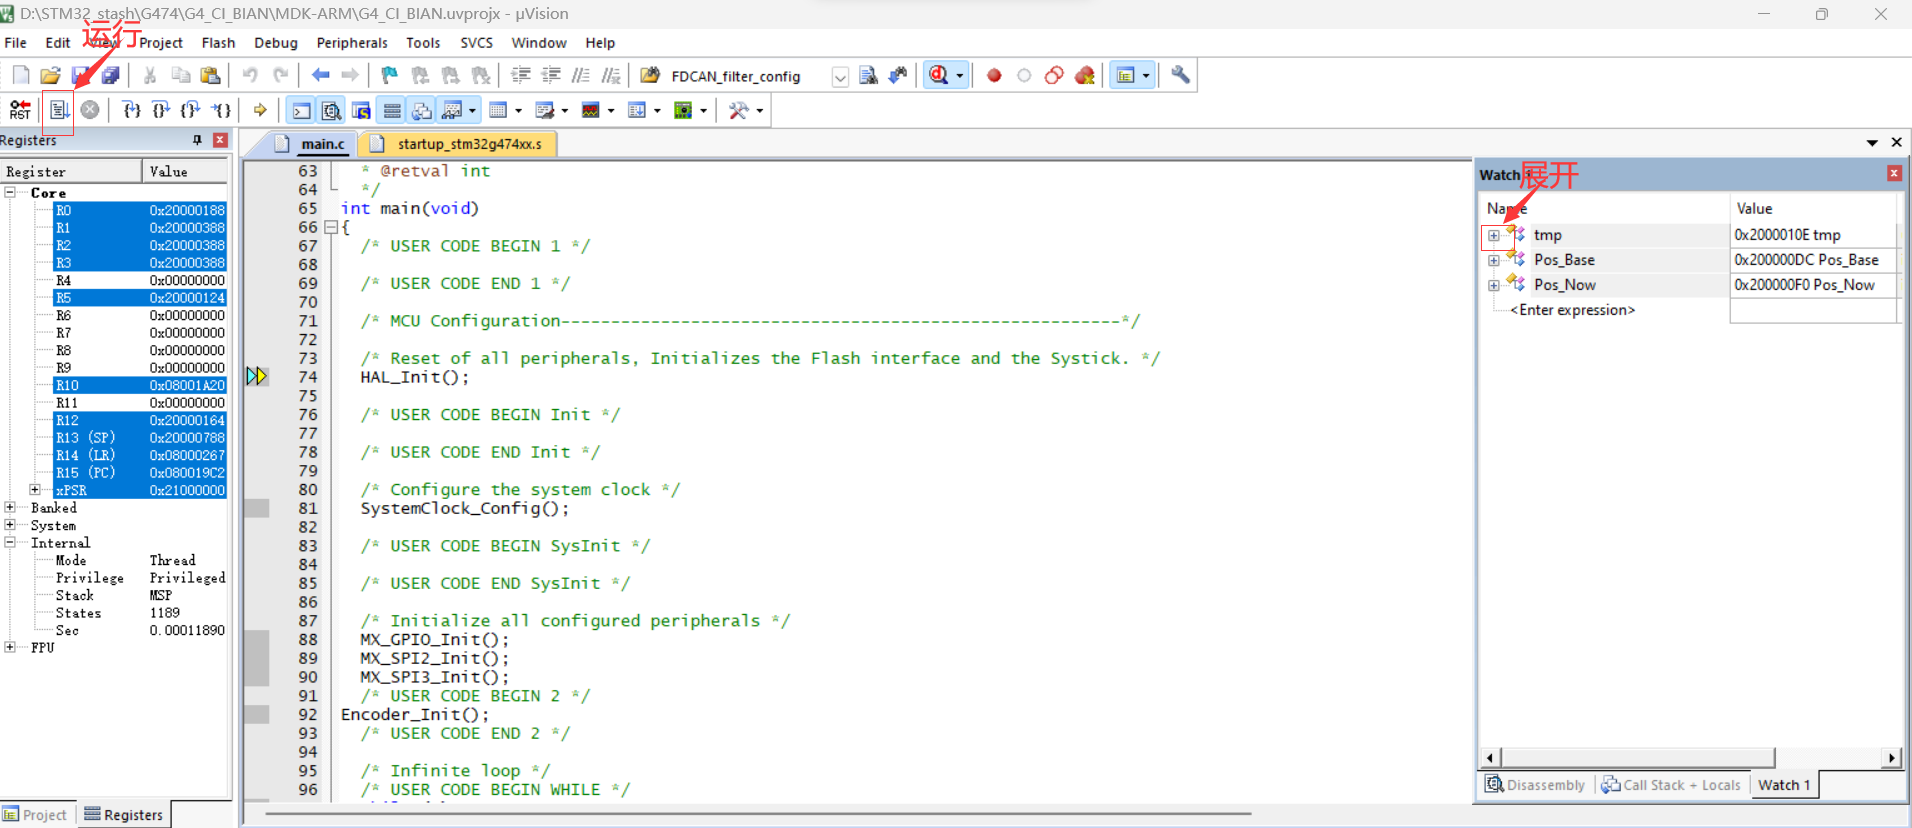 D:\STM32_stash\G474\G4_CI_BIAN\MDK-ARM\G4_CI_BIAN.uvprojx - µVision
运行
File Edit View Project Flash Debug Peripherals Tools SVCS Window Help
FDCAN_filter_config
RST
Registers
Register Value
Core
R0 0x20000188
R1 0x20000388
R2 0x20000388
R3 0x20000388
R4 0x00000000
R5 0x20000124
R6 0x00000000
R7 0x00000000
R8 0x00000000
R9 0x00000000
R10 0x08001A20
R11 0x00000000
R12 0x20000164
R13 (SP) 0x20000788
R14 (LR) 0x08000267
R15 (PC) 0x080019C2
xPSR 0x21000000
Banked
System
Internal
Mode Thread
Privilege Privileged
Stack MSP
States 1189
Sec 0.00011890
FPU
Project Registers
main.c startup_stm32g474xx.s
63 * @retval int
64 */
65 int main(void)
66 {
67 /* USER CODE BEGIN 1 */
68
69 /* USER CODE END 1 */
70
71 /* MCU Configuration--------------------------------------------------------*/
72
73 /* Reset of all peripherals, Initializes the Flash interface and the Systick. */
74 HAL_Init();
75
76 /* USER CODE BEGIN Init */
77
78 /* USER CODE END Init */
79
80 /* Configure the system clock */
81 SystemClock_Config();
82
83 /* USER CODE BEGIN SysInit */
84
85 /* USER CODE END SysInit */
86
87 /* Initialize all configured peripherals */
88 MX_GPIO_Init();
89 MX_SPI2_Init();
90 MX_SPI3_Init();
91 /* USER CODE BEGIN 2 */
92 Encoder_Init();
93 /* USER CODE END 2 */
94
95 /* Infinite loop */
96 /* USER CODE BEGIN WHILE */
Watch
展开
Name Value
tmp 0x2000010E tmp
Pos_Base 0x200000DC Pos_Base
Pos_Now 0x200000F0 Pos_Now
<Enter expression>
Disassembly Call Stack + Locals Watch 1